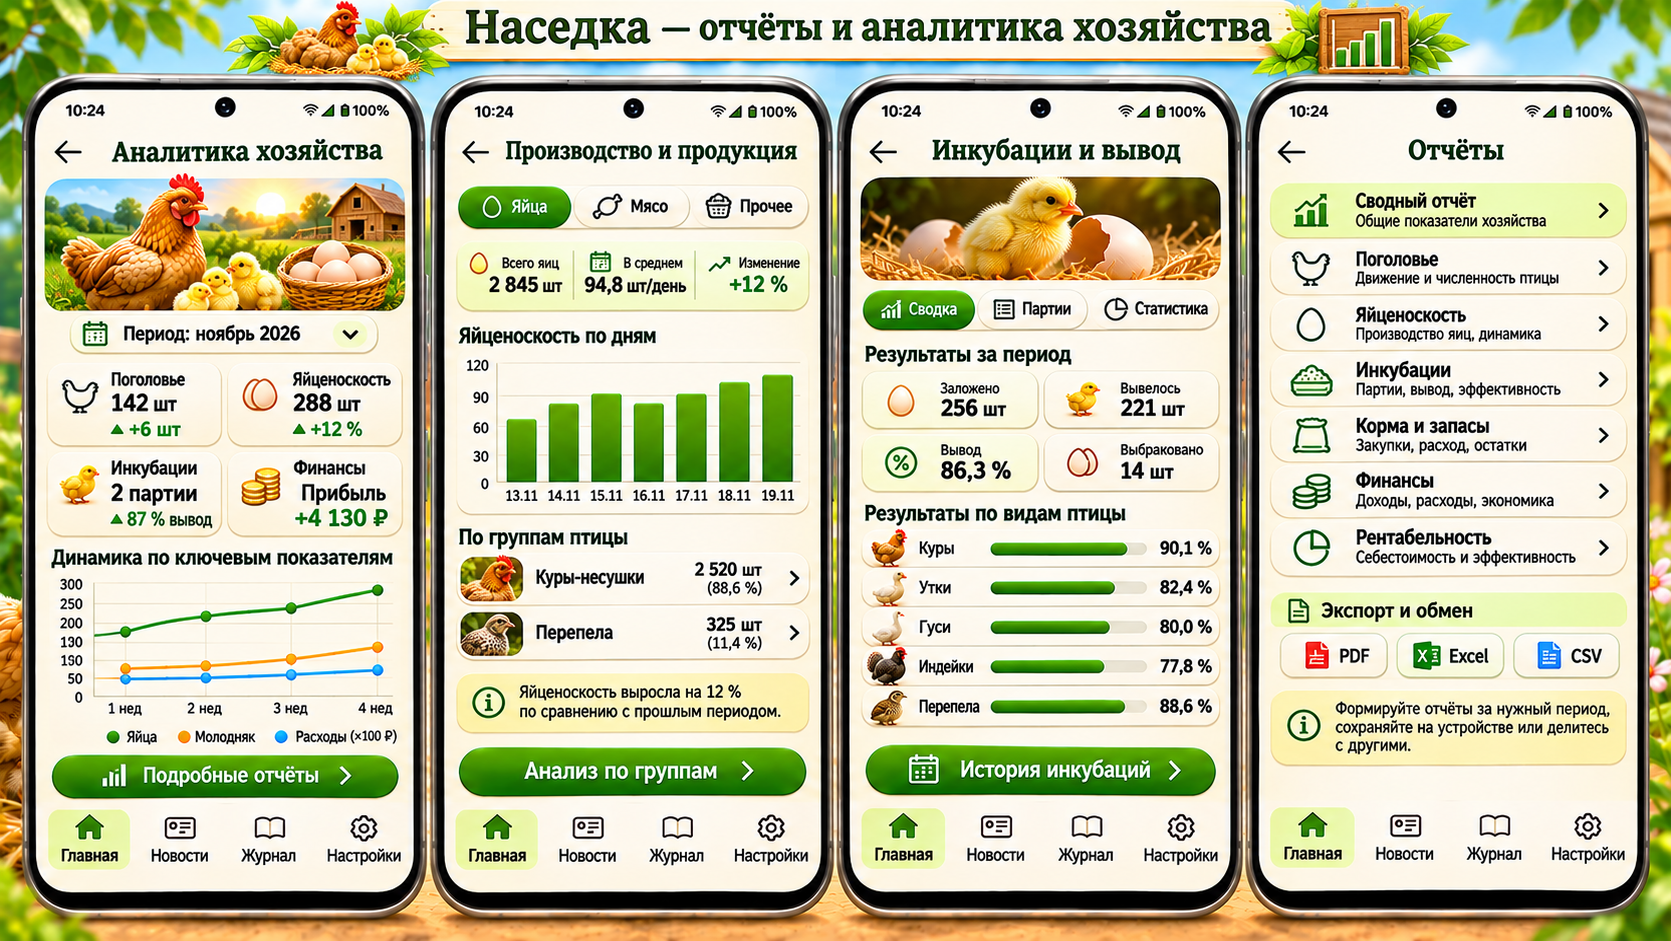 Наседка — отчёты и аналитика хозяйства
10:24
100%
Аналитика хозяйства
Период: ноябрь 2026
Поголовье
142 шт
+6 шт
Яйценоскость
288 шт
+12 %
Инкубации
2 партии
87 % вывод
Финансы
Прибыль
+4 130 ₽
Динамика по ключевым показателям
300
250
200
130
190
50
0
1 нед
2 нед
3 нед
4 нед
Яйца
Молодняк
Расходы (×100 ₽)
Подробные отчёты
Главная
Новости
Журнал
Настройки
10:24
100%
Производство и продукция
Яйца
Мясо
Прочее
Всего яиц
2 845 шт
В среднем
94,8 шт/день
Изменение
+12 %
Яйценоскость по дням
120
90
60
30
0
13.11
14.11
15.11
16.11
17.11
18.11
19.11
По группам птицы
Куры-несушки
2 520 шт
(88,6 %)
Перепела
325 шт
(11,4 %)
Яйценоскость выросла на 12 %
по сравнению с прошлым периодом.
Анализ по группам
Главная
Новости
Журнал
Настройки
10:24
100%
Инкубации и вывод
Сводка
Партии
Статистика
Результаты за период
Заложено
256 шт
Вывелось
221 шт
Вывод
86,3 %
Выбраковано
14 шт
Результаты по видам птицы
Куры
90,1 %
Утки
82,4 %
Гуси
80,0 %
Индейки
77,8 %
Перепела
88,6 %
История инкубаций
Главная
Новости
Журнал
Настройки
10:24
100%
Отчёты
Сводный отчёт
Общие показатели хозяйства
Поголовье
Движение и численность птицы
Яйценоскость
Производство яиц, динамика
Инкубации
Партии, вывод, эффективность
Корма и запасы
Закупки, расход, остатки
Финансы
Доходы, расходы, экономика
Рентабельность
Себестоимость и эффективность
Экспорт и обмен
PDF
Excel
CSV
Формируйте отчёты за нужный период,
сохраняйте на устройстве или делитесь
с другими.
Главная
Новости
Журнал
Настройки